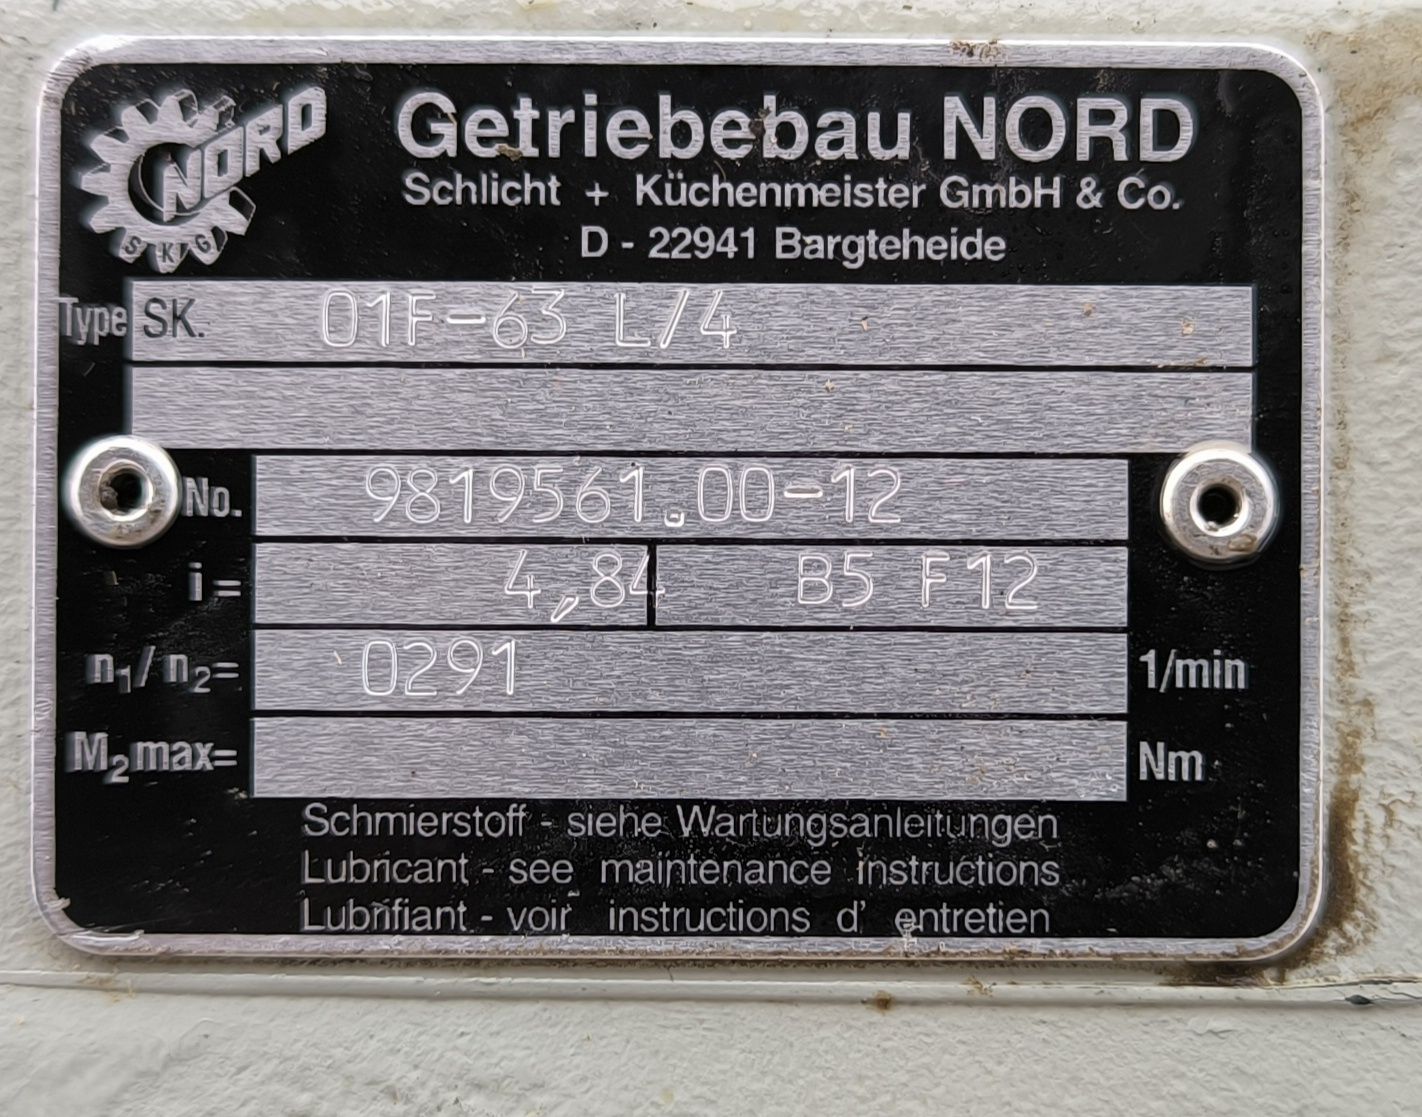 NORD
SKG
Getriebebau NORD
Schlicht + Küchenmeister GmbH & Co.
D - 22941 Bargteheide
Type SK. 01F-63 L/4
No. 9819561.00-12
i = 4,84 B5 F12
n₁/ n₂= 0291 1/min
M₂max= Nm
Schmierstoff - siehe Wartungsanleitungen
Lubricant - see maintenance instructions
Lubrifiant - voir instructions d' entretien